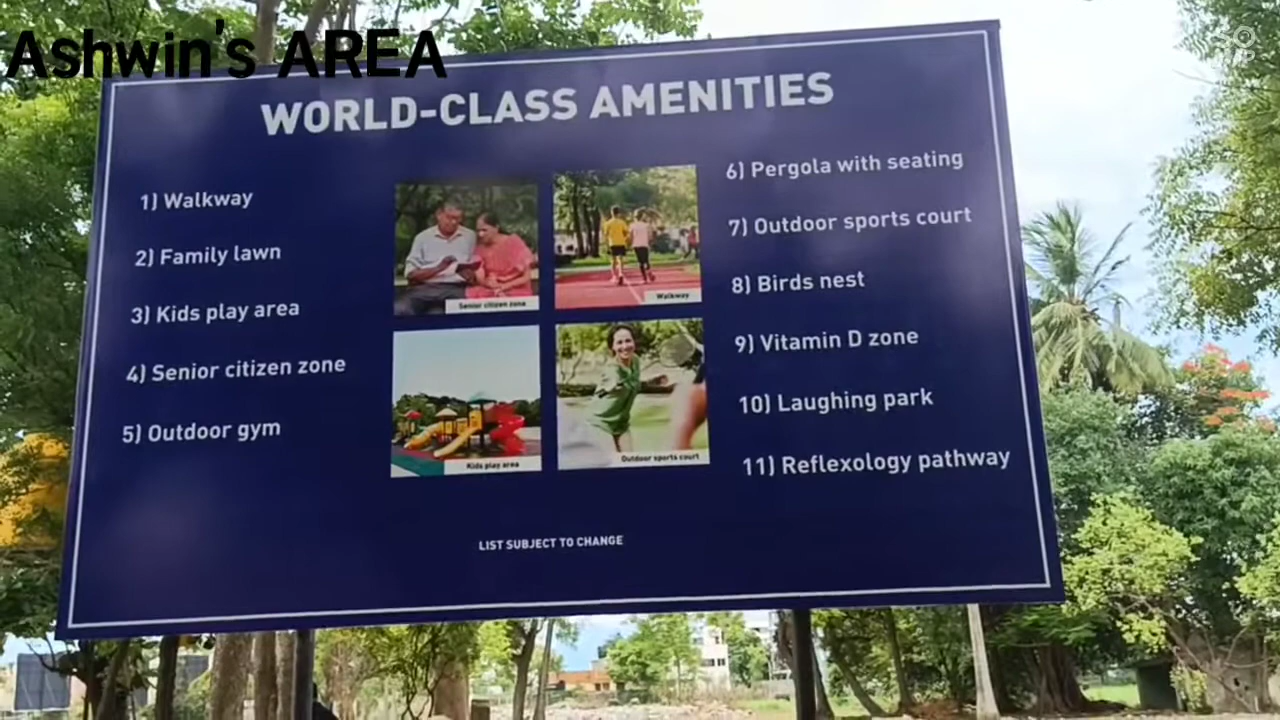 Ashwin's AREA
WORLD-CLASS AMENITIES
1) Walkway
2) Family lawn
3) Kids play area
4) Senior citizen zone
5) Outdoor gym
Senior citizen zone
Walkway
Kids play area
Outdoor sports court
6) Pergola with seating
7) Outdoor sports court
8) Birds nest
9) Vitamin D zone
10) Laughing park
11) Reflexology pathway
LIST SUBJECT TO CHANGE